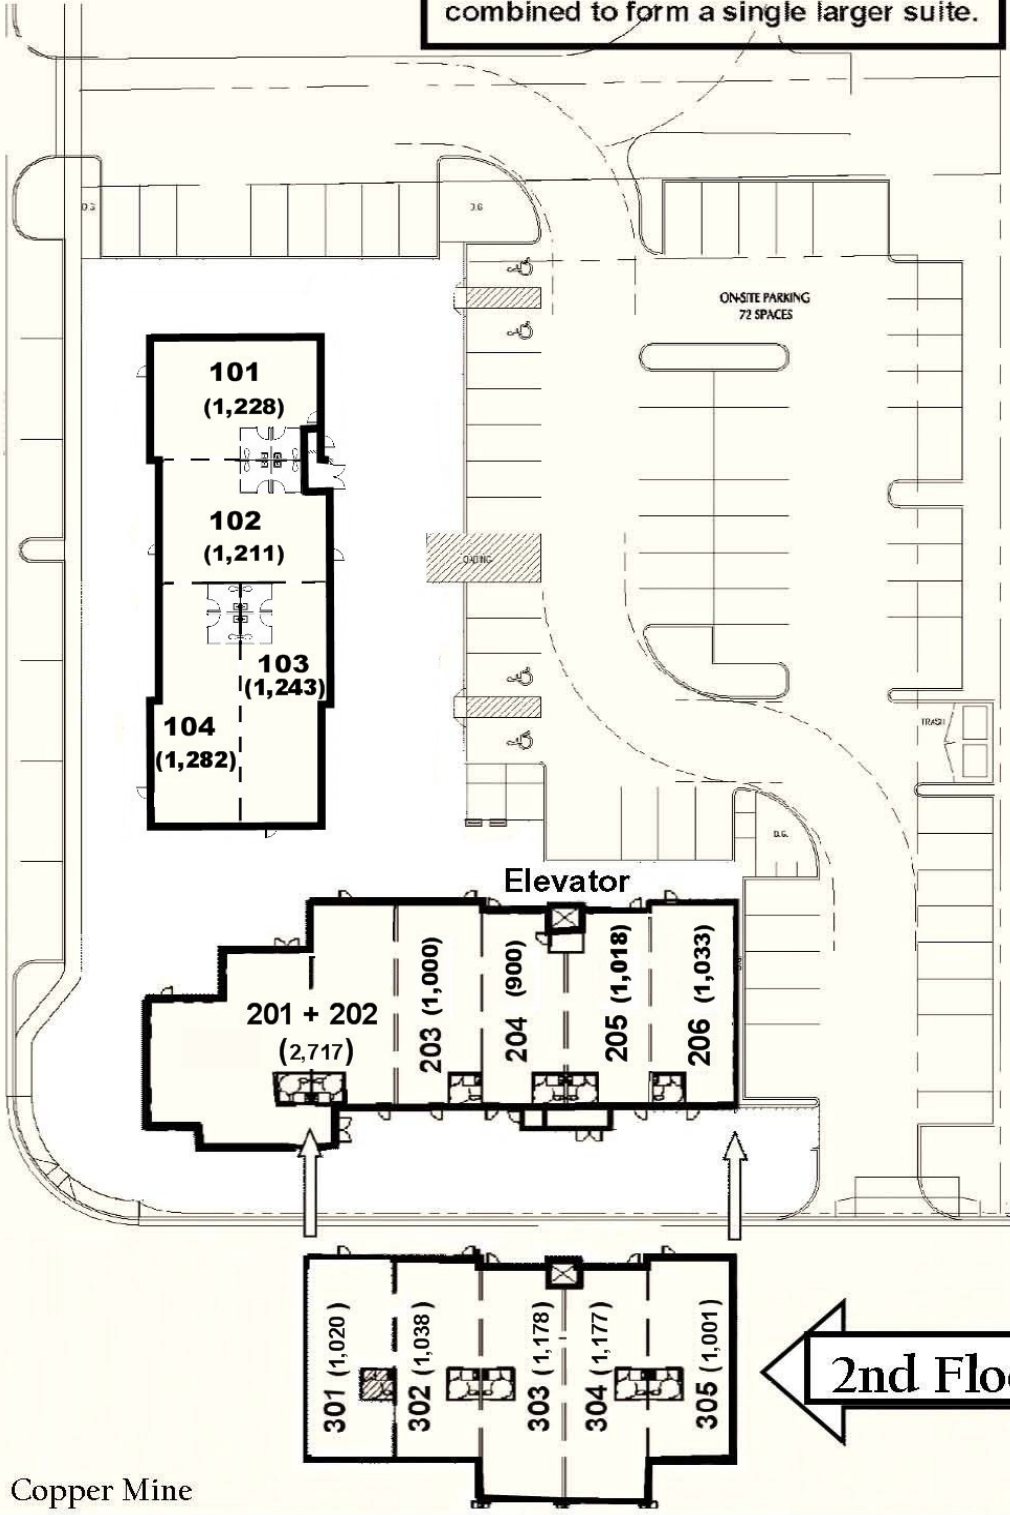 combined to form a single larger suite.
D.G.
D.G.
ON-SITE PARKING
72 SPACES
101
(1,228)
102
(1,211)
LOADING
103
(1,243)
104
(1,282)
TRASH
D.G.
Elevator
201 + 202
(2,717)
203 (1,000)
204 (900)
205 (1,018)
206 (1,033)
301 (1,020)
302 (1,038)
303 (1,178)
304 (1,177)
305 (1,001)
2nd Flo
Copper Mine